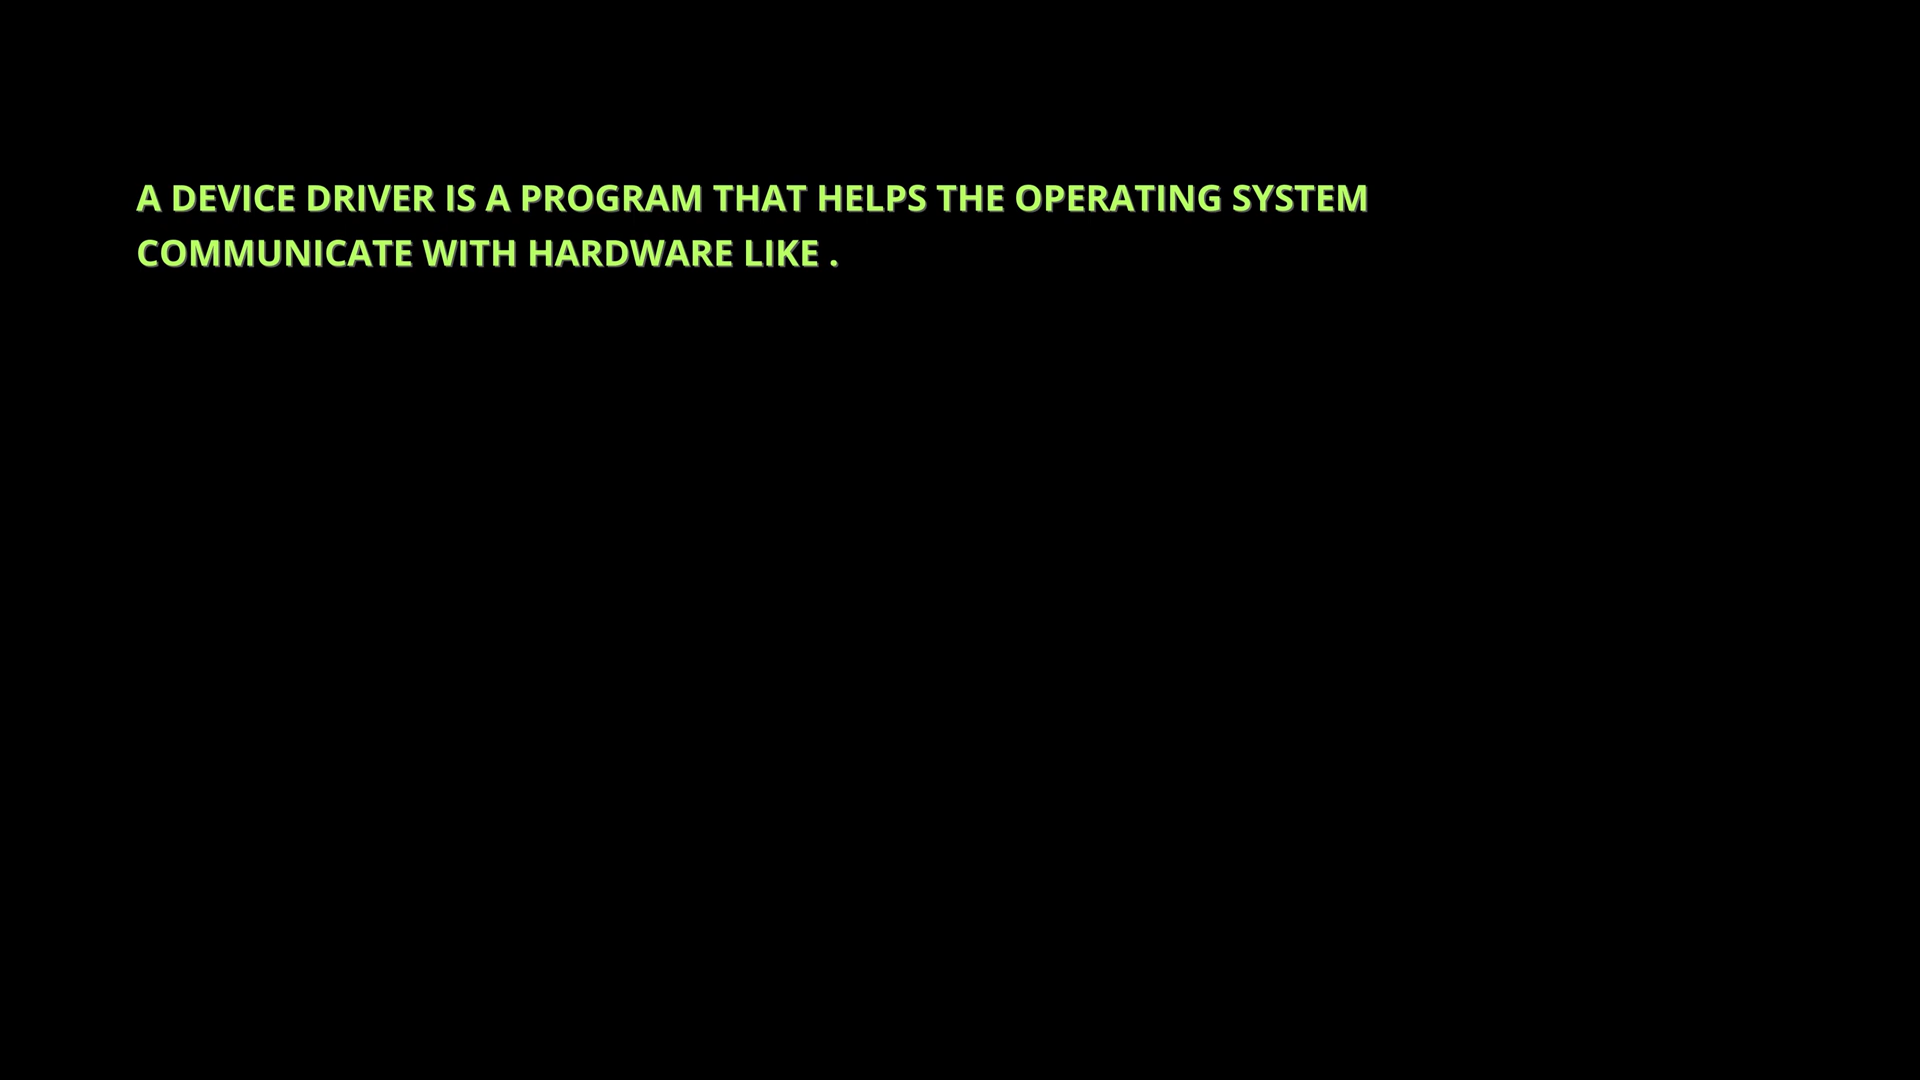 A DEVICE DRIVER IS A PROGRAM THAT HELPS THE OPERATING SYSTEM
COMMUNICATE WITH HARDWARE LIKE .